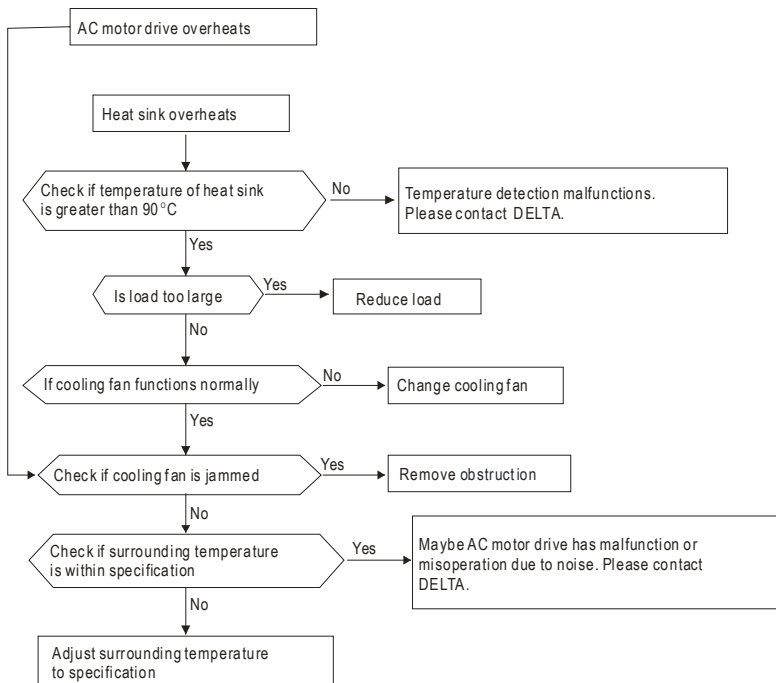 AC motor drive overheats
Heat sink overheats
Check if temperature of heat sink
is greater than 90°C
No
Temperature detection malfunctions.
Please contact DELTA.
Yes
Is load too large
Yes
Reduce load
No
If cooling fan functions normally
No
Change cooling fan
Yes
Check if cooling fan is jammed
Yes
Remove obstruction
No
Check if surrounding temperature
is within specification
Yes
Maybe AC motor drive has malfunction or
misoperation due to noise. Please contact
DELTA.
No
Adjust surrounding temperature
to specification